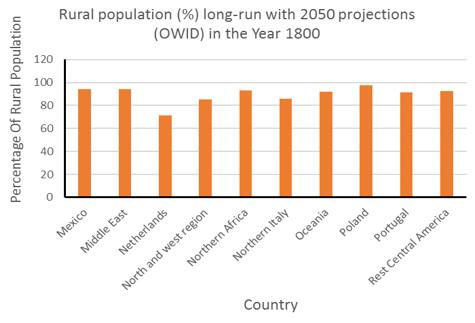 Rural population (%) long-run with 2050 projections
(OWID) in the Year 1800
Percentage Of Rural Population
120
100
80
60
40
20
0
Mexico
Middle East
Netherlands
North and west region
Northern Africa
Northern Italy
Oceania
Poland
Portugal
Rest Central America
Country